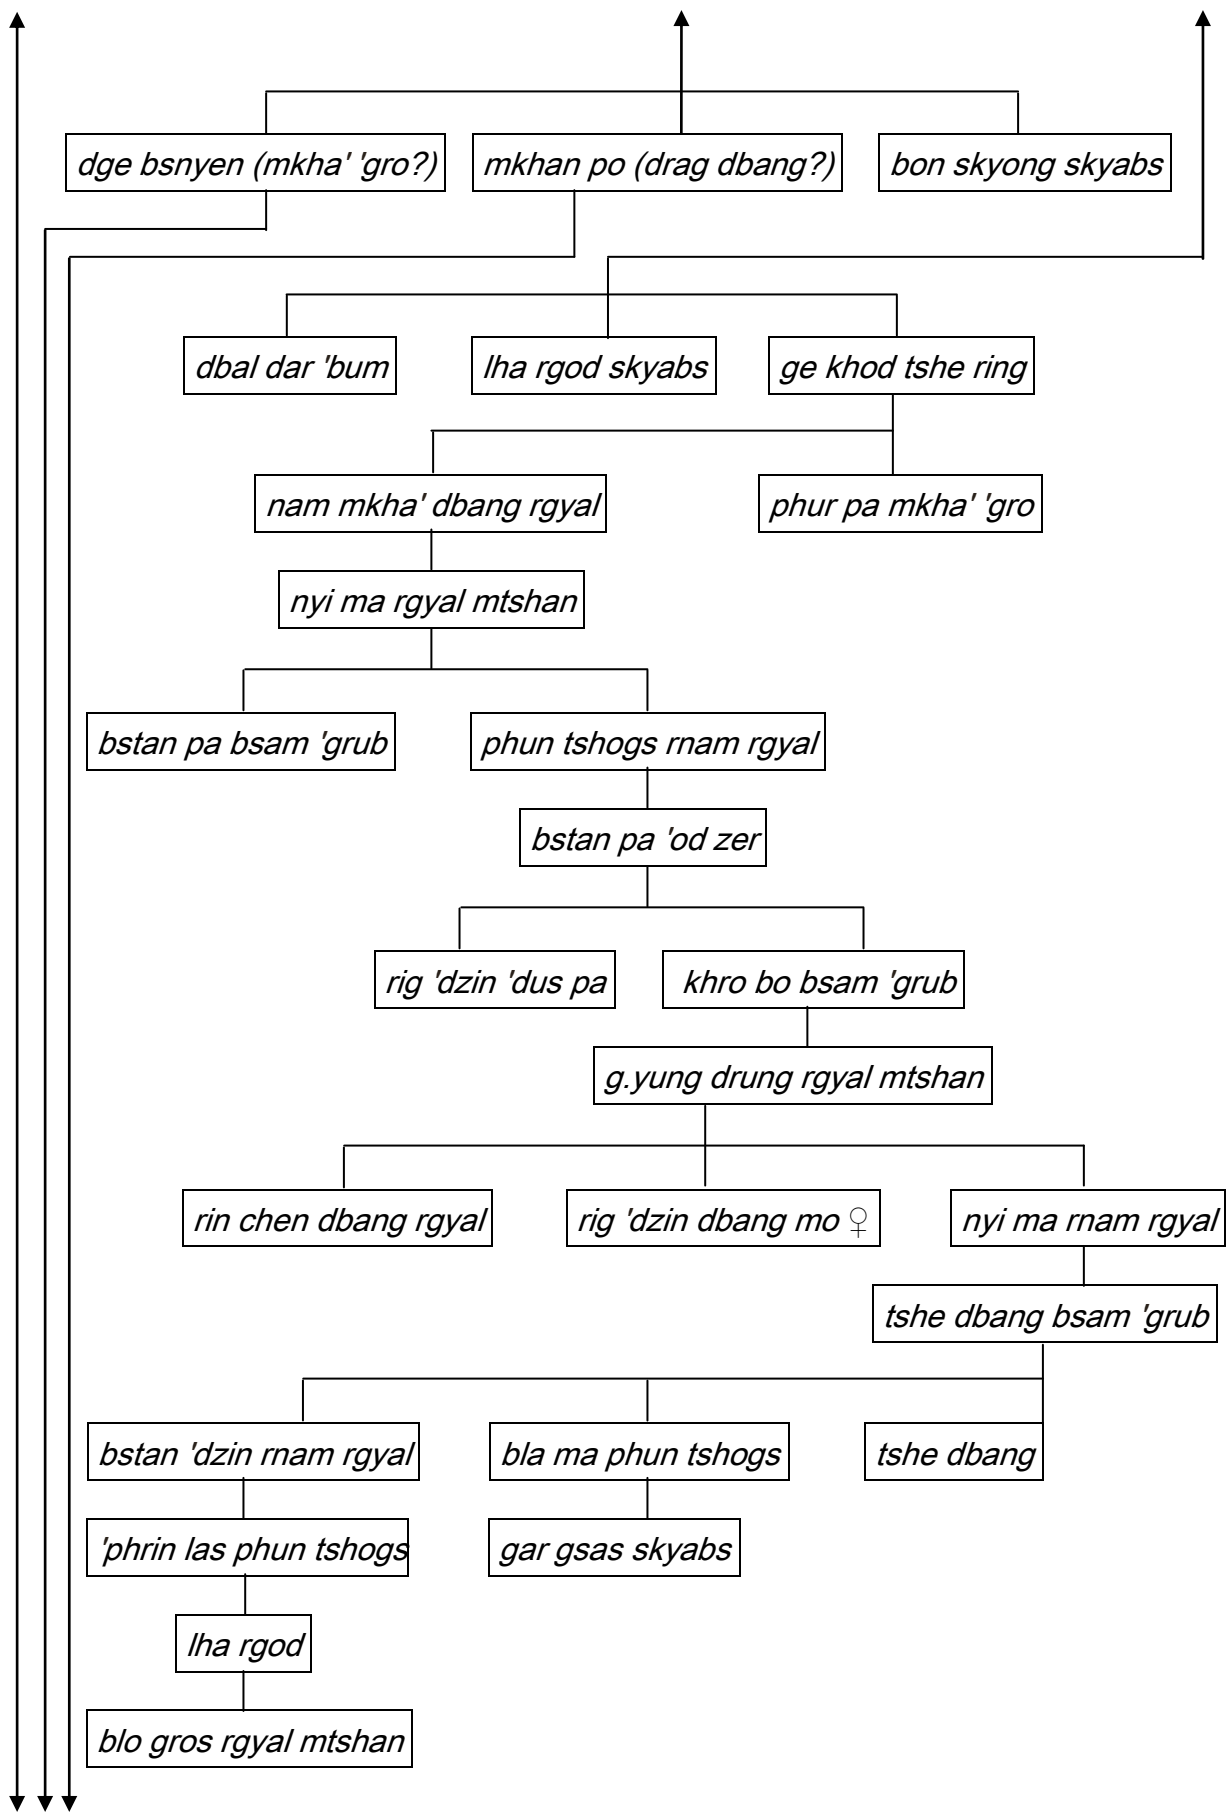 dge bsnyen (mkha' 'gro?)
mkhan po (drag dbang?)
bon skyong skyabs
dbal dar 'bum
lha rgod skyabs
ge khod tshe ring
nam mkha' dbang rgyal
phur pa mkha' 'gro
nyi ma rgyal mtshan
bstan pa bsam 'grub
phun tshogs rnam rgyal
bstan pa 'od zer
rig 'dzin 'dus pa
khro bo bsam 'grub
g.yung drung rgyal mtshan
rin chen dbang rgyal
rig 'dzin dbang mo ♀
nyi ma rnam rgyal
tshe dbang bsam 'grub
bstan 'dzin rnam rgyal
bla ma phun tshogs
tshe dbang
'phrin las phun tshogs
gar gsas skyabs
lha rgod
blo gros rgyal mtshan